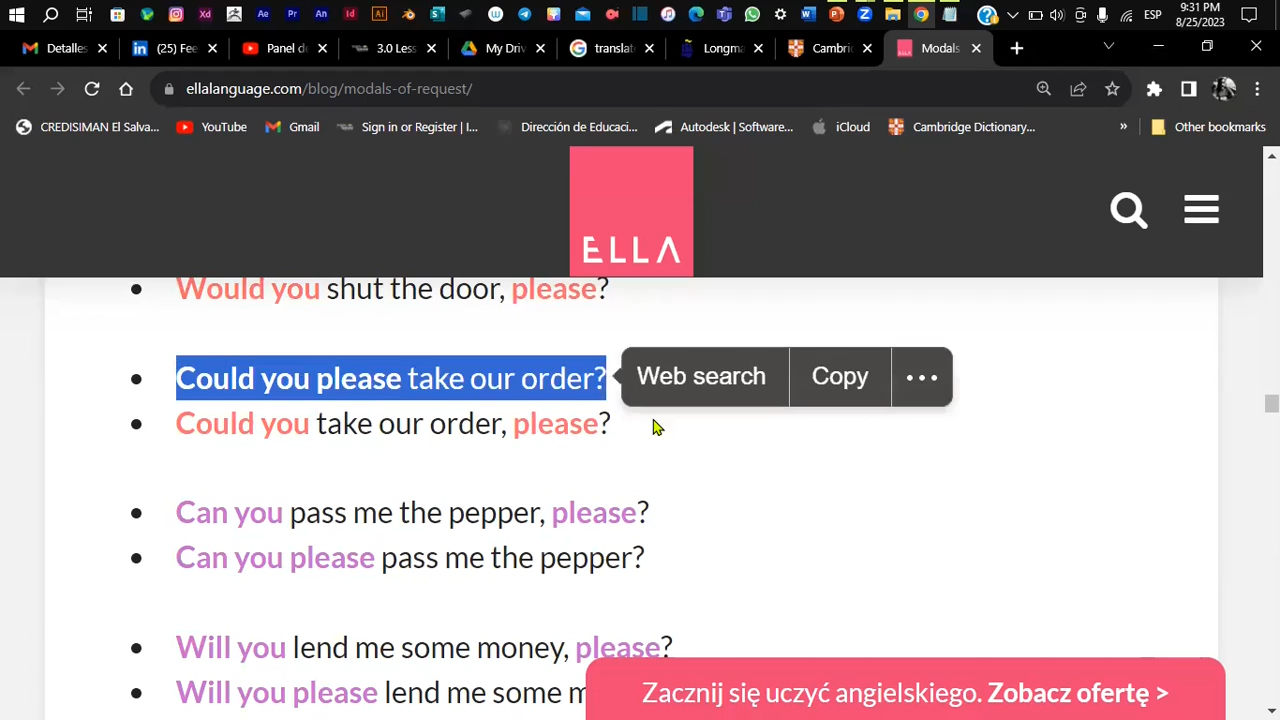 9:31 PM
ESP
8/25/2023
Detalles
(25) Fee
Panel d
3.0 Less
My Driv
translat
Longma
Cambri
Modals
ellalanguage.com/blog/modals-of-request/
CREDISIMAN El Salva...
YouTube
Gmail
Sign in or Register | I...
Dirección de Educaci...
Autodesk | Software...
iCloud
Cambridge Dictionary...
»
Other bookmarks
ELLA
Would you shut the door, please?
Could you please take our order?
Web search
Copy
Could you take our order, please?
Can you pass me the pepper, please?
Can you please pass me the pepper?
Will you lend me some money, please?
Will you please lend me some m
Zacznij się uczyć angielskiego. Zobacz ofertę >